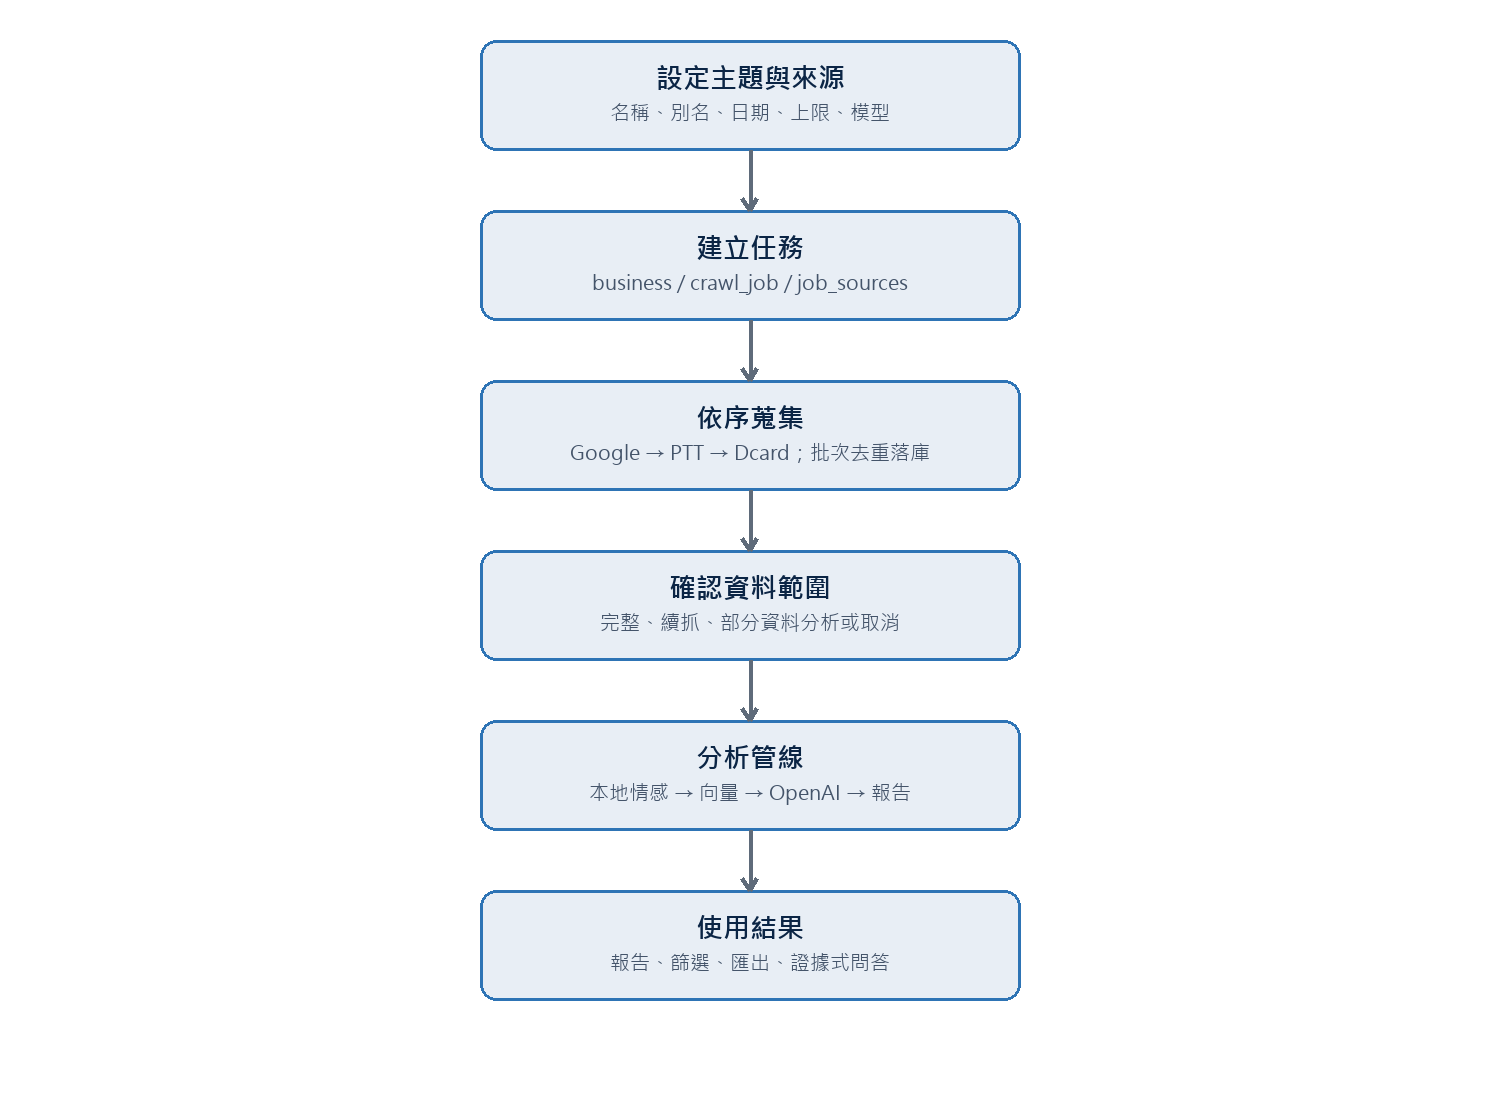 設定主題與來源
名稱、別名、日期、上限、模型
建立任務
business / crawl_job / job_sources
依序蒐集
Google → PTT → Dcard；批次去重落庫
確認資料範圍
完整、續抓、部分資料分析或取消
分析管線
本地情感 → 向量 → OpenAI → 報告
使用結果
報告、篩選、匯出、證據式問答